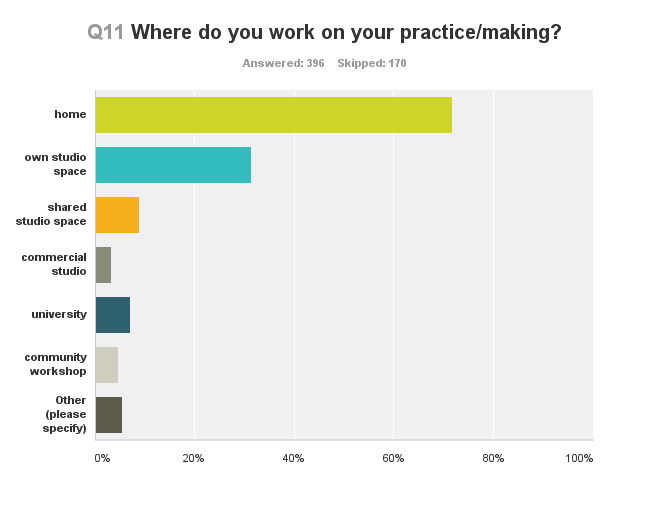 Q11 Where do you work on your practice/making?
Answered: 396 Skipped: 170
home
own studio
space
shared
studio space
commercial
studio
university
community
workshop
Other
(please
specify)
0% 20% 40% 60% 80% 100%